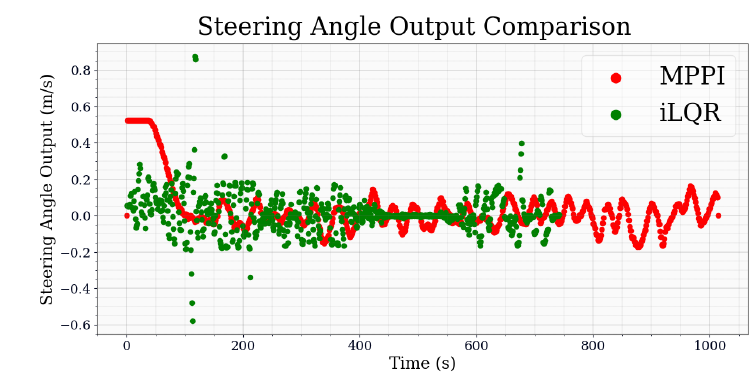 Steering Angle Output Comparison
Steering Angle Output (m/s)
0.8
0.6
0.4
0.2
0.0
−0.2
−0.4
−0.6
MPPI
iLQR
0 200 400 600 800 1000
Time (s)